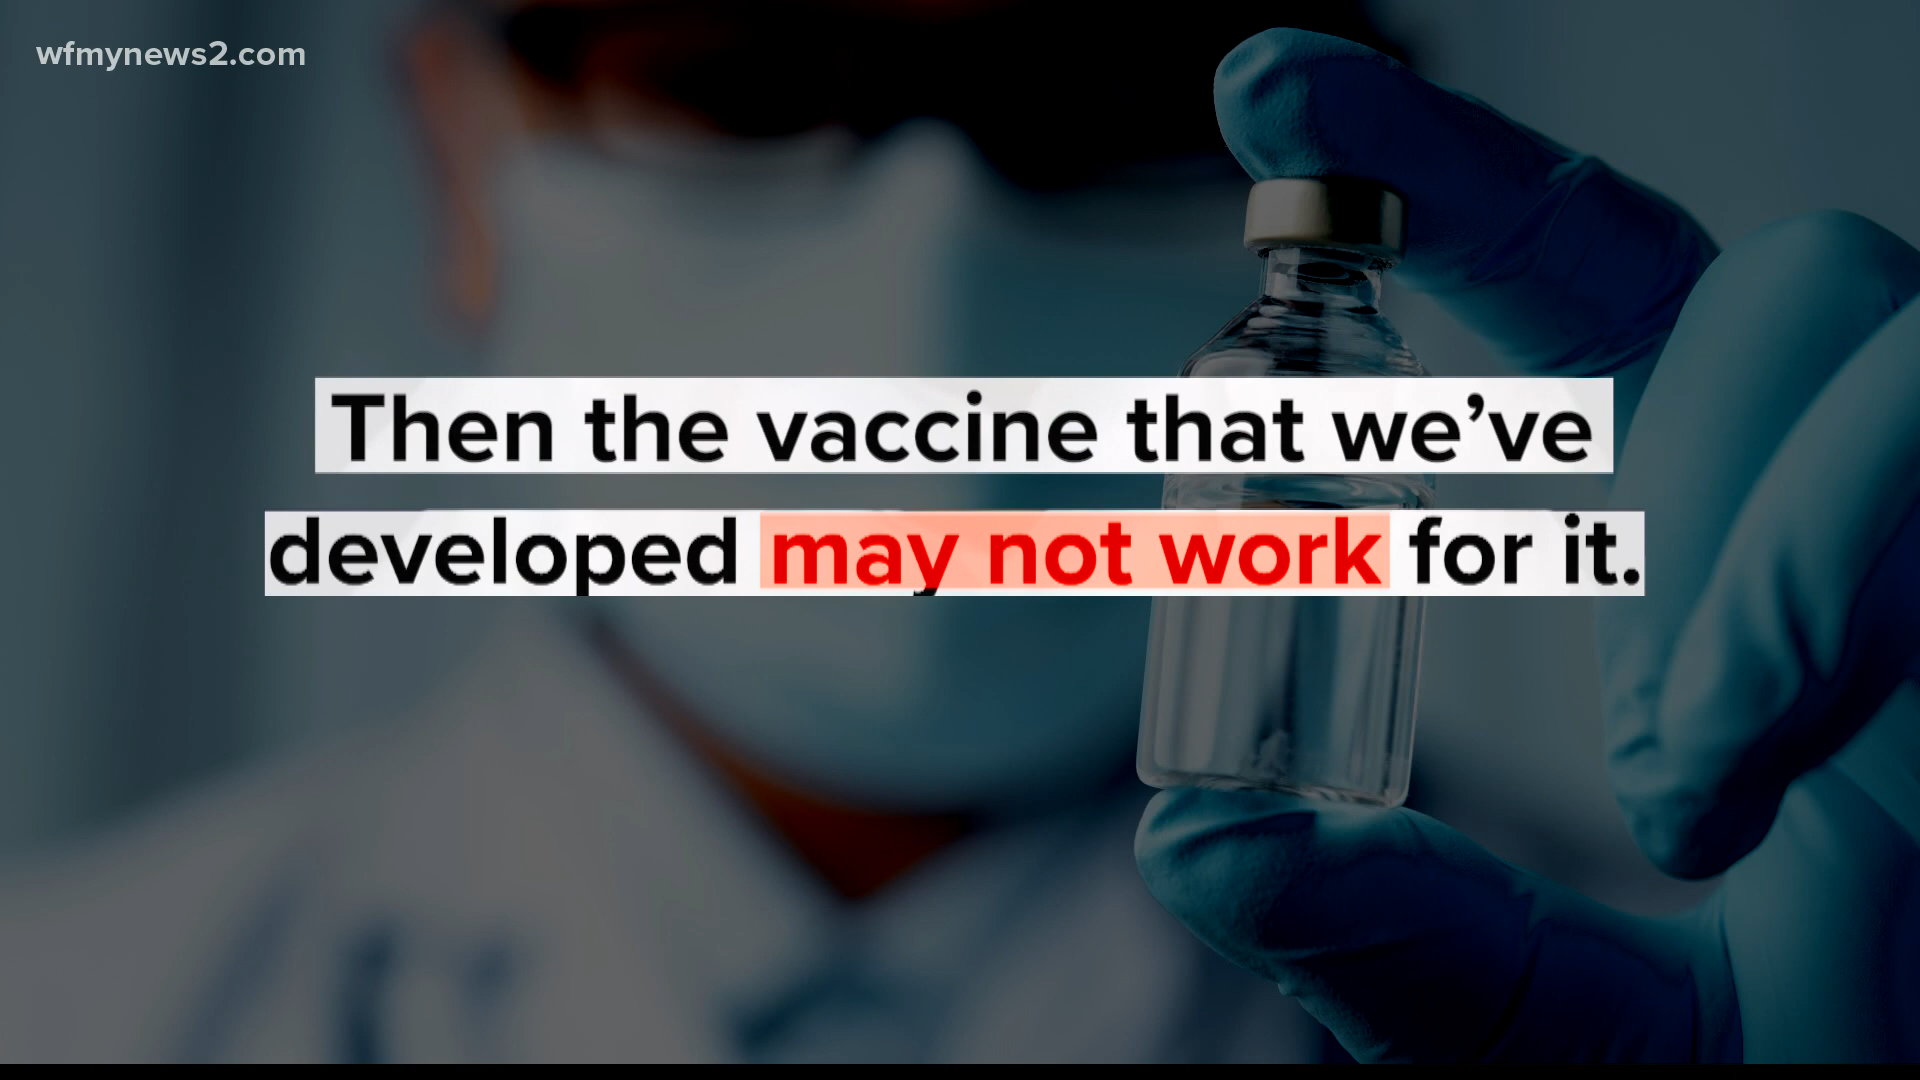 wfmynews2.com
Then the vaccine that we've
developed may not work for it.